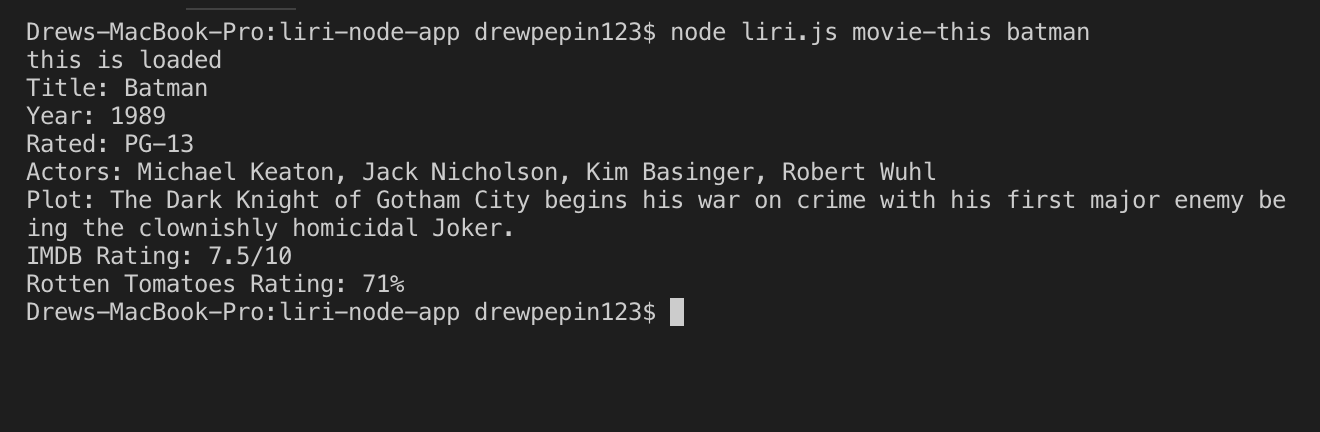 Drews-MacBook-Pro:liri-node-app drewpepin123$ node liri.js movie-this batman
this is loaded
Title: Batman
Year: 1989
Rated: PG-13
Actors: Michael Keaton, Jack Nicholson, Kim Basinger, Robert Wuhl
Plot: The Dark Knight of Gotham City begins his war on crime with his first major enemy be
ing the clownishly homicidal Joker.
IMDB Rating: 7.5/10
Rotten Tomatoes Rating: 71%
Drews-MacBook-Pro:liri-node-app drewpepin123$